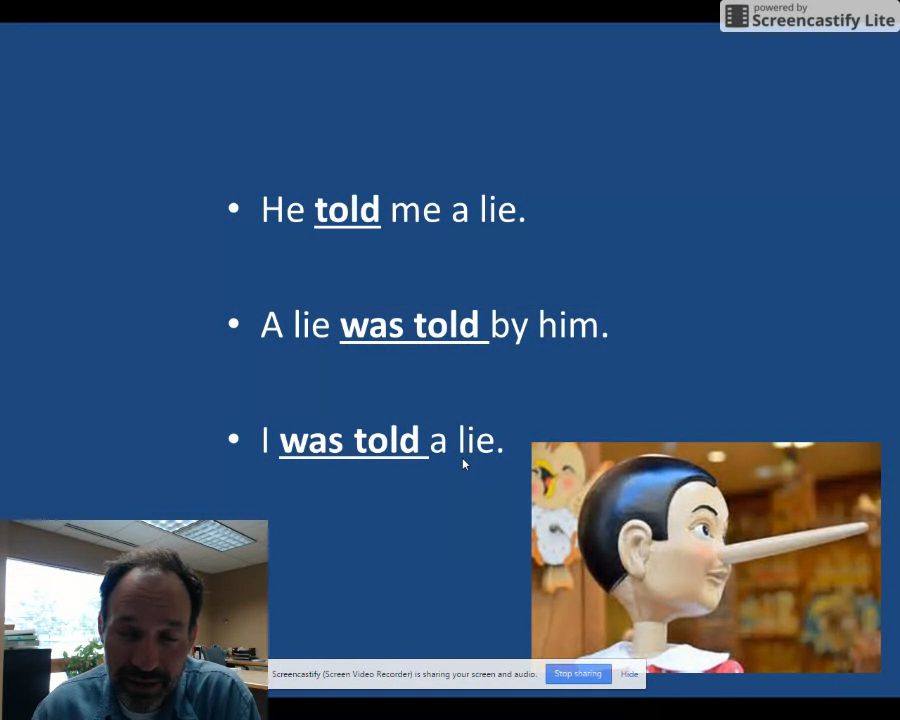 powered by
Screencastify Lite
• He told me a lie.
• A lie was told by him.
• I was told a lie.
Screencastify (Screen Video Recorder) is sharing your screen and audio. Stop sharing Hide